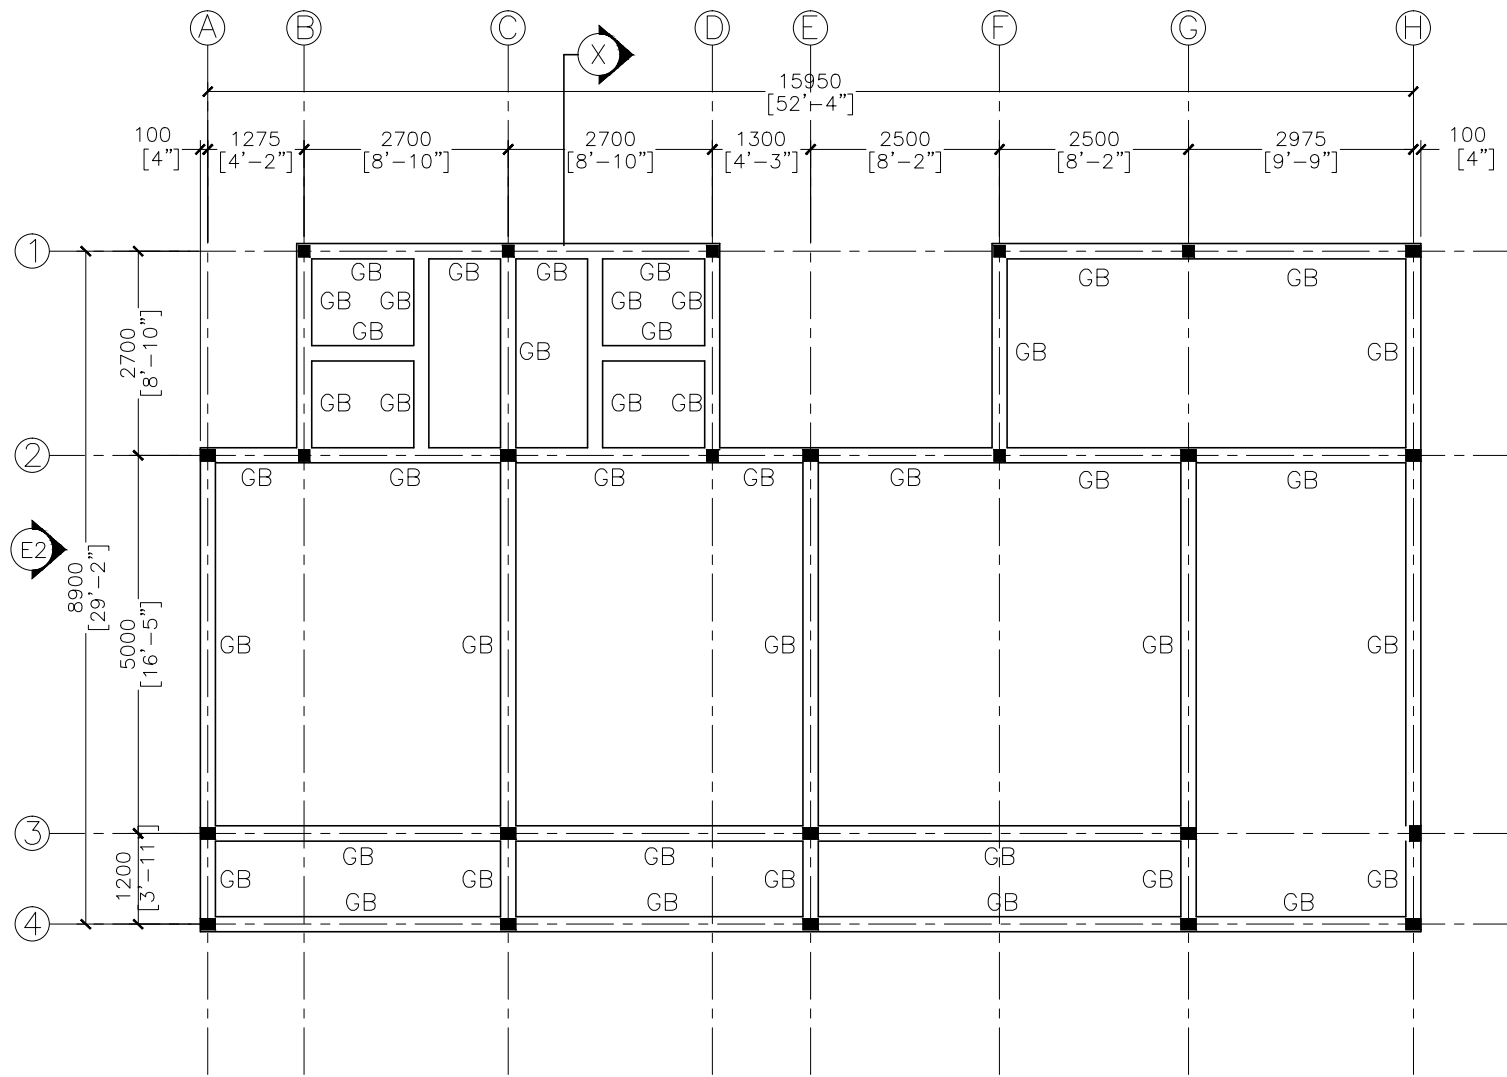 A B C D E F G H
X
15950
[52'-4"]
100 1275 2700 2700 1300 2500 2500 2975 100
[4"] [4'-2"] [8'-10"] [8'-10"] [4'-3"] [8'-2"] [8'-2"] [9'-9"] [4"]
1
GB GB GB GB GB GB
GB GB GB GB
GB GB
2700
[8'-10"]
GB GB GB
GB GB GB GB
2
GB GB GB GB GB GB GB
E2
8900
[29'-2"]
5000
[16'-5"]
GB GB GB GB GB
3
1200
[3'-11"]
GB GB GB
GB GB GB GB GB
GB GB GB GB
4